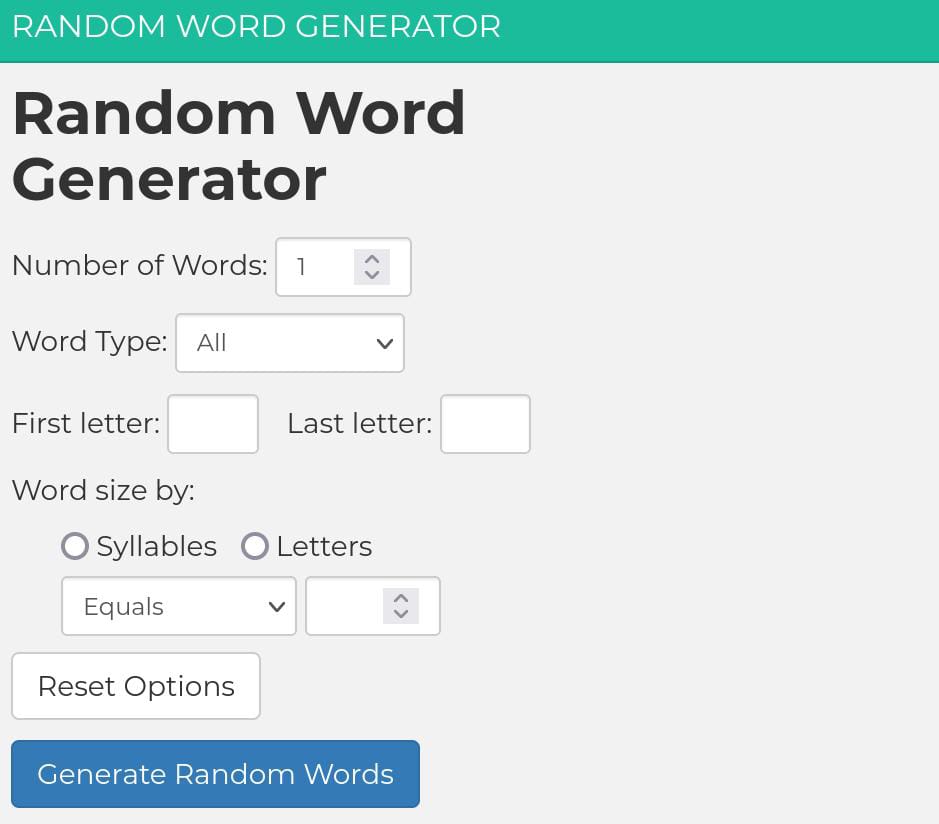 RANDOM WORD GENERATOR
Random Word
Generator
Number of Words: 1
Word Type: All
First letter: Last letter:
Word size by:
Syllables Letters
Equals
Reset Options
Generate Random Words